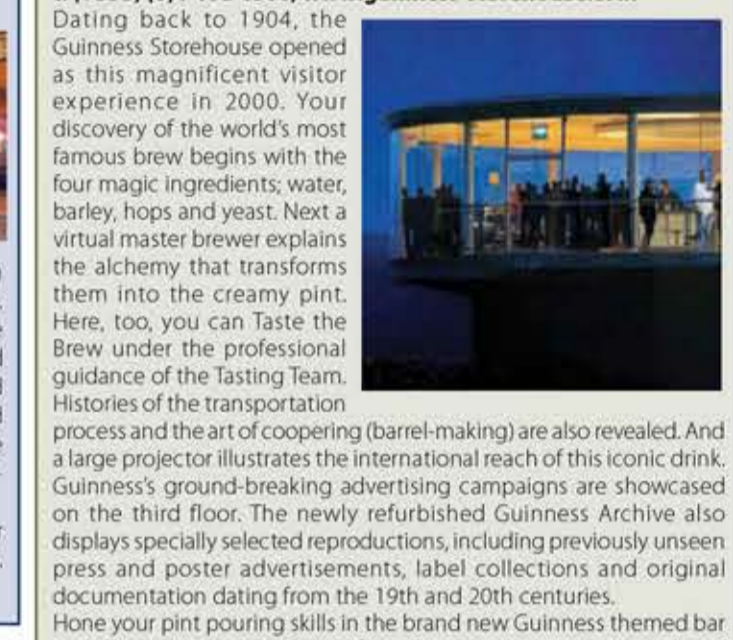 Dating back to 1904, the
Guinness Storehouse opened
as this magnificent visitor
experience in 2000. Your
discovery of the world's most
famous brew begins with the
four magic ingredients; water,
barley, hops and yeast. Next a
virtual master brewer explains
the alchemy that transforms
them into the creamy pint.
Here, too, you can Taste the
Brew under the professional
guidance of the Tasting Team.
Histories of the transportation
process and the art of coopering (barrel-making) are also revealed. And
a large projector illustrates the international reach of this iconic drink.
Guinness's ground-breaking advertising campaigns are showcased
on the third floor. The newly refurbished Guinness Archive also
displays specially selected reproductions, including previously unseen
press and poster advertisements, label collections and original
documentation dating from the 19th and 20th centuries.
Hone your pint pouring skills in the brand new Guinness themed bar